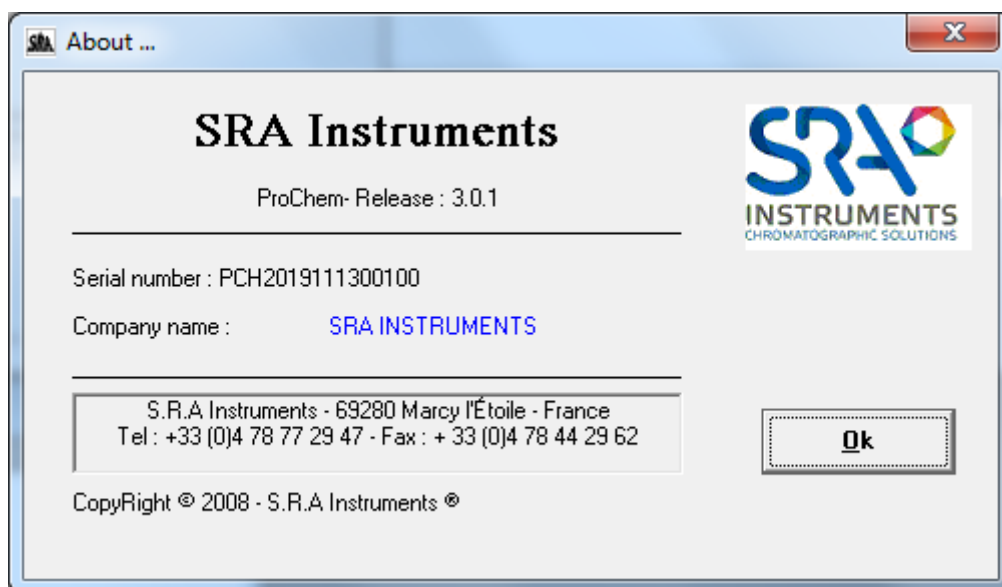 About ...
SRA Instruments
ProChem- Release : 3.0.1
SRA
INSTRUMENTS
CHROMATOGRAPHIC SOLUTIONS
Serial number : PCH2019111300100
Company name : SRA INSTRUMENTS
S.R.A Instruments - 69280 Marcy l'Étoile - France
Tel : +33 (0)4 78 77 29 47 - Fax : + 33 (0)4 78 44 29 62
Ok
CopyRight © 2008 - S.R.A Instruments ®